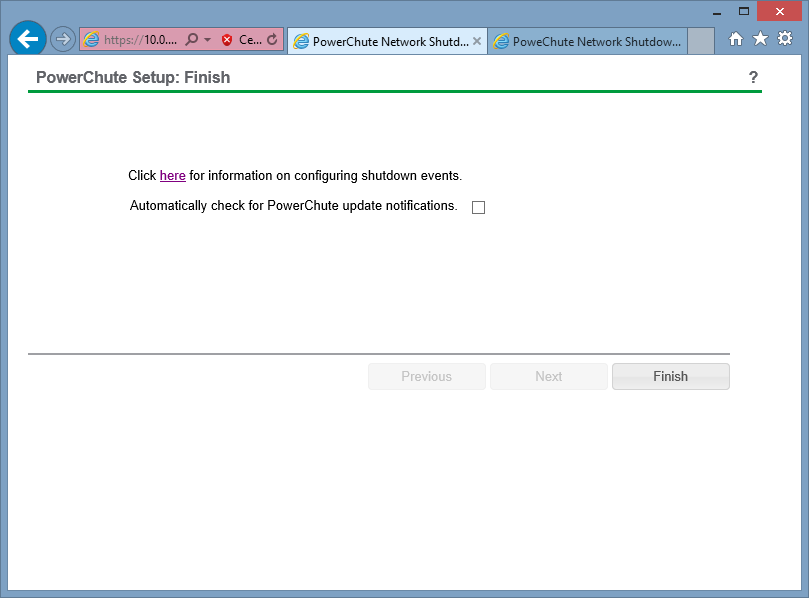 https://10.0.... Ce... PowerChute Network Shutd... PoweChute Network Shutdow...
PowerChute Setup: Finish ?
Click here for information on configuring shutdown events.
Automatically check for PowerChute update notifications.
Previous Next Finish